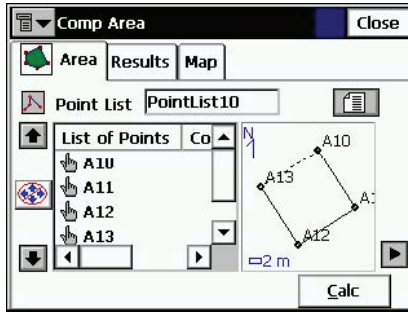 Comp Area
Close
Area Results Map
Point List PointList10
List of Points Co
A10
A11
A12
A13
N
A10
A13
A1
A12
2 m
Calc